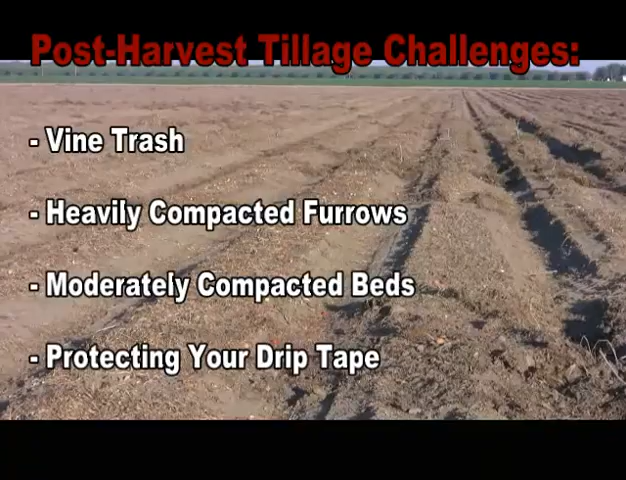 Post-Harvest Tillage Challenges:
- Vine Trash
- Heavily Compacted Furrows
- Moderately Compacted Beds
- Protecting Your Drip Tape